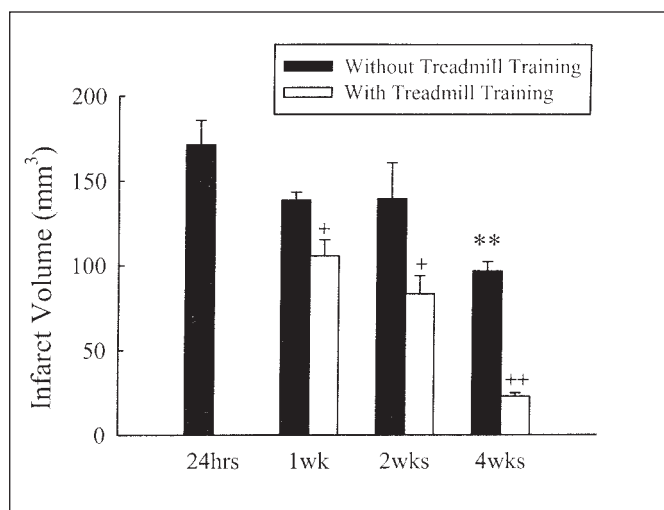 Without Treadmill Training
With Treadmill Training
200
150
100
50
0
Infarct Volume (mm³)
+
+
**
++
24hrs 1wk 2wks 4wks